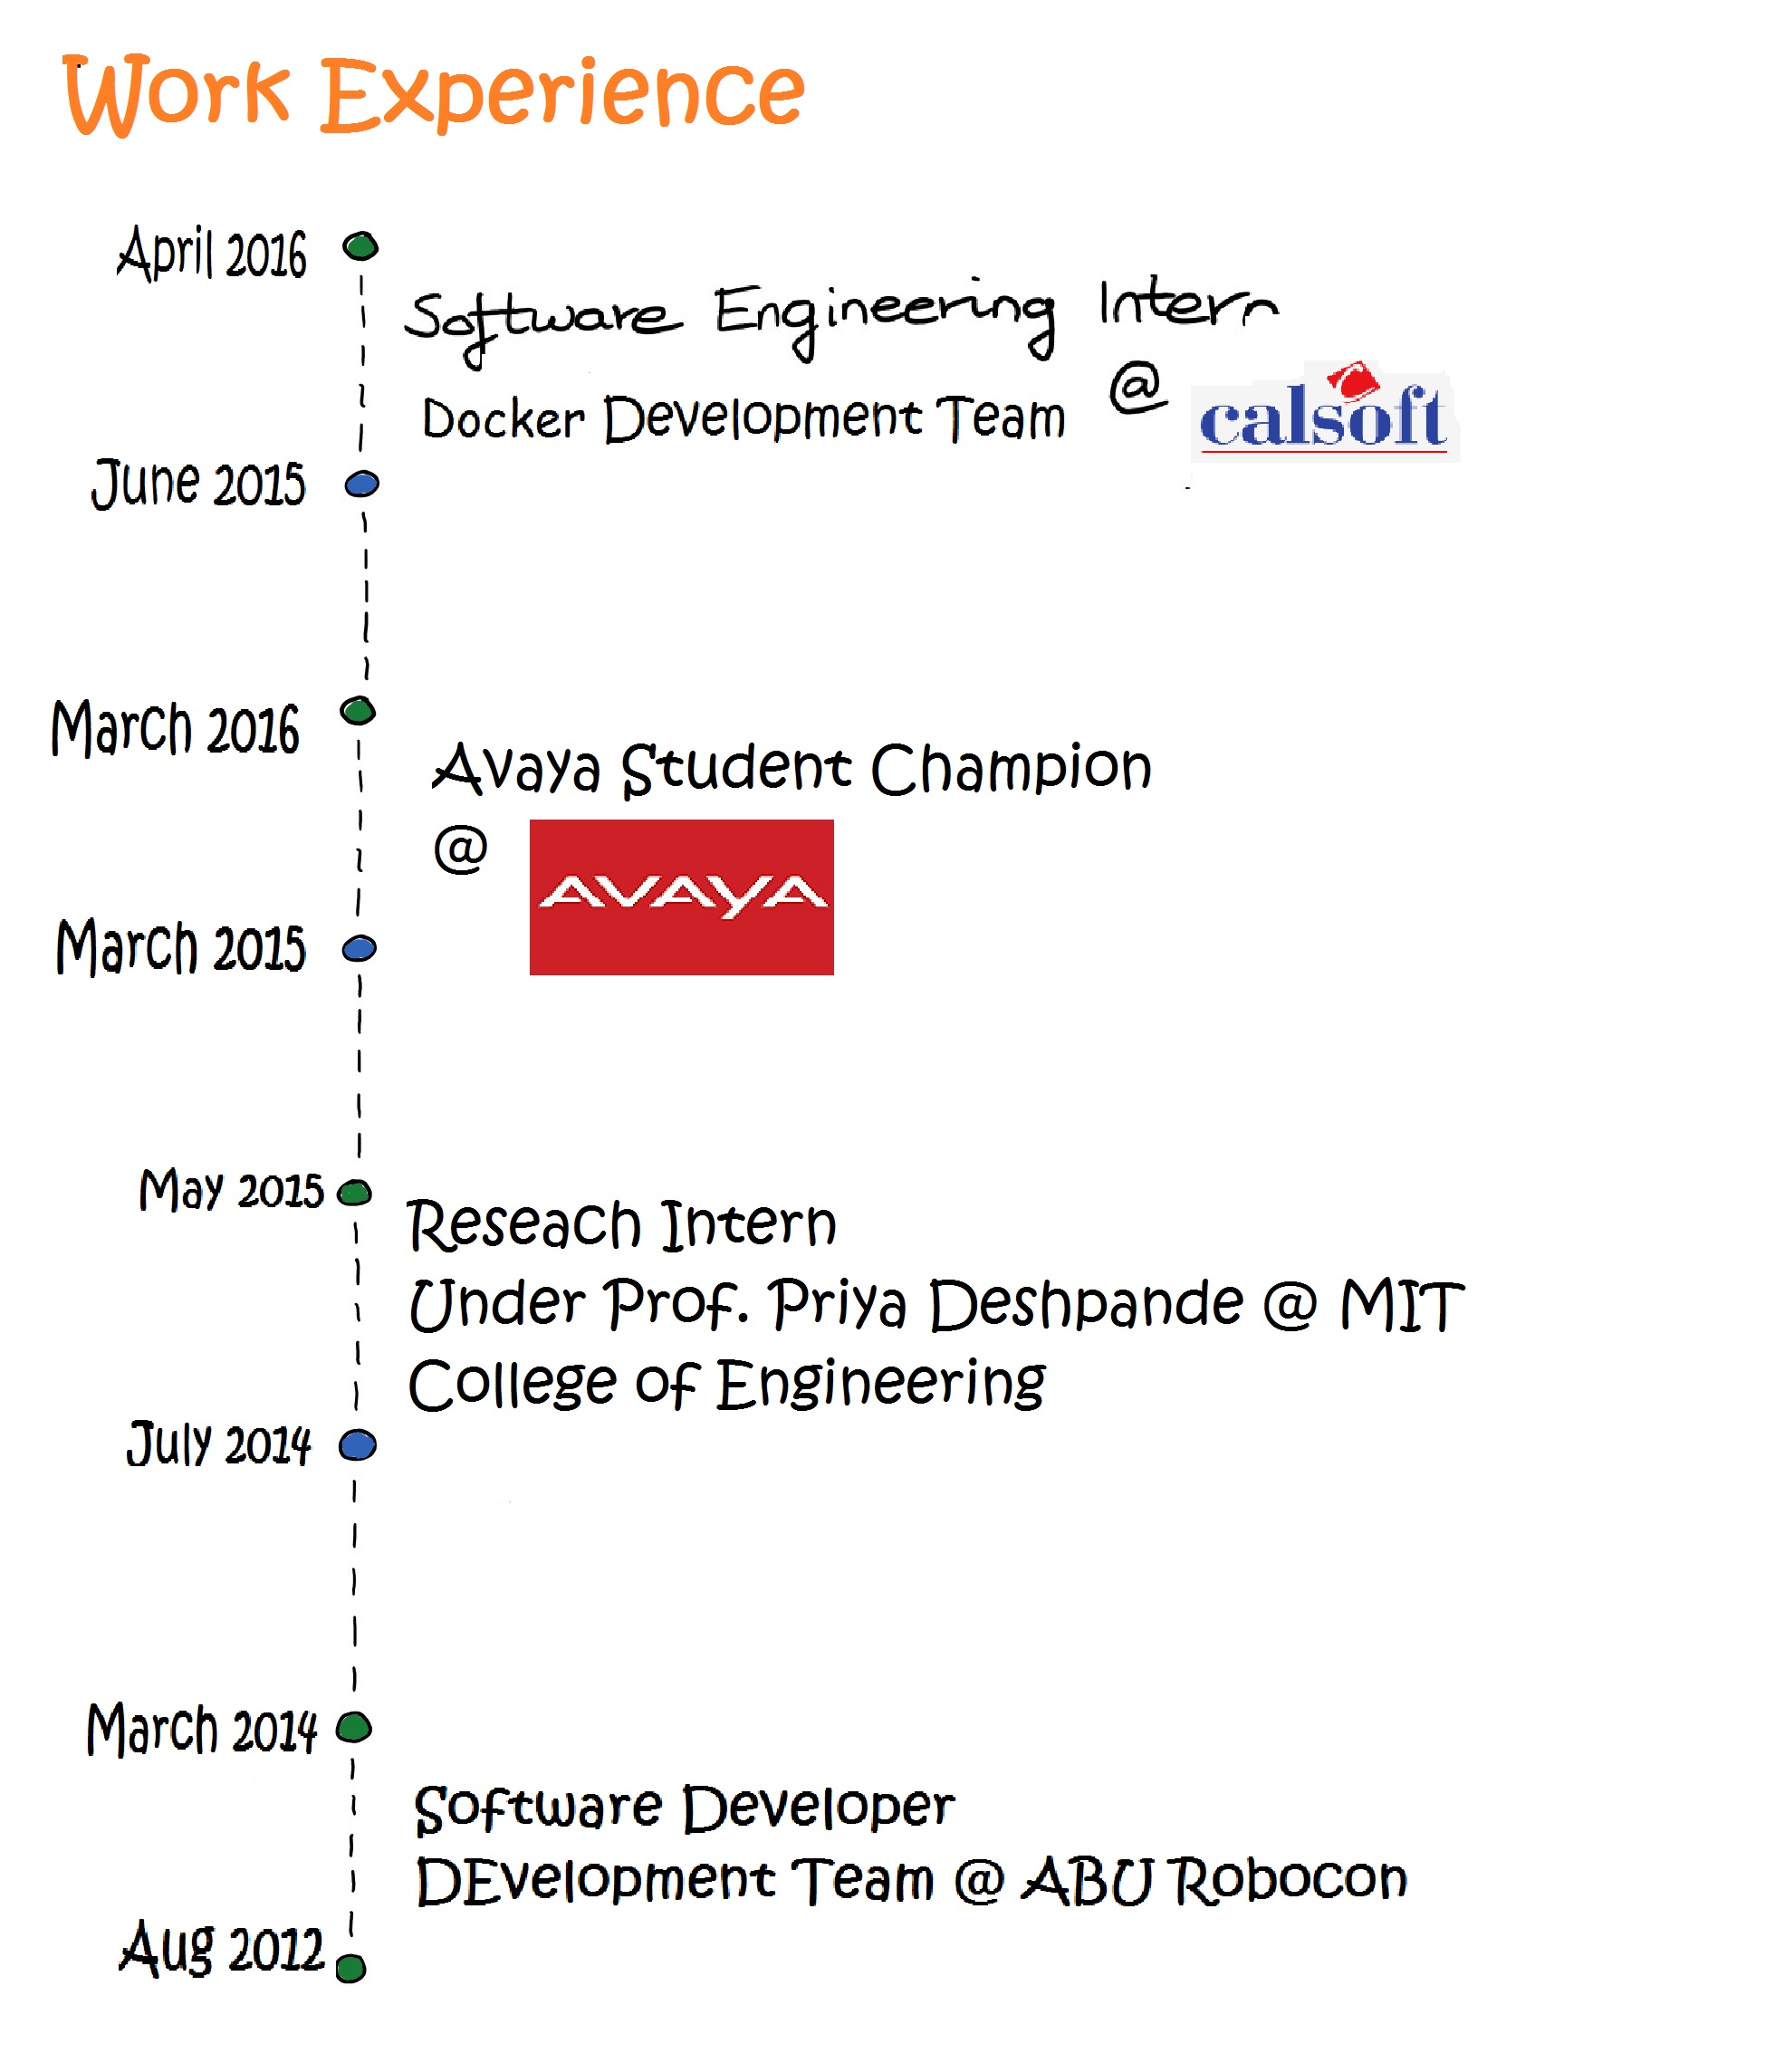 Work Experience
April 2016
Software Engineering Intern
Docker Development Team @ calsoft
June 2015
March 2016
Avaya Student Champion
@ AVAYA
March 2015
May 2015
Reseach Intern
Under Prof. Priya Deshpande @ MIT
College of Engineering
July 2014
March 2014
Software Developer
DEvelopment Team @ ABU Robocon
Aug 2012